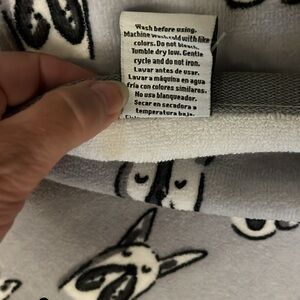 Wash before using.
Machine wash cold with like
colors. Do not bleach.
Tumble dry low. Gentle
cycle and do not iron.
Lavar antes de usar.
Lavar a máquina en agua
fría con colores similares.
No usa blanqueador.
Secar en secadora a
temperatura baja.